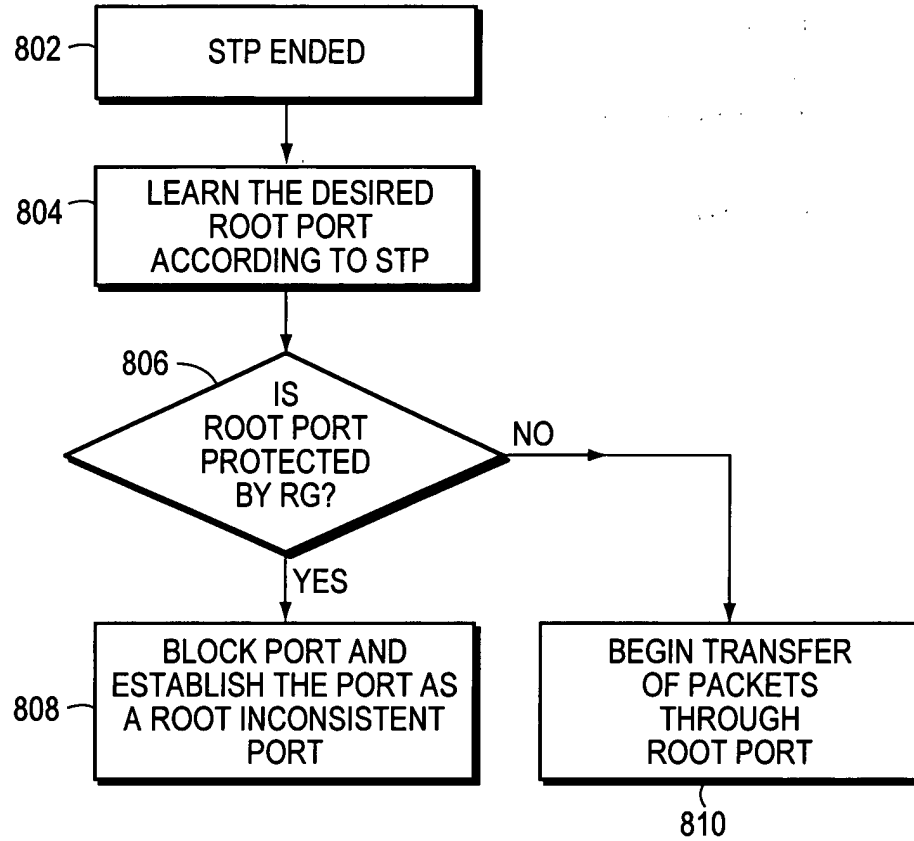 802
STP ENDED
804
LEARN THE DESIRED
ROOT PORT
ACCORDING TO STP
806
IS
ROOT PORT
PROTECTED
BY RG?
NO
YES
808
BLOCK PORT AND
ESTABLISH THE PORT AS
A ROOT INCONSISTENT
PORT
BEGIN TRANSFER
OF PACKETS
THROUGH
ROOT PORT
810